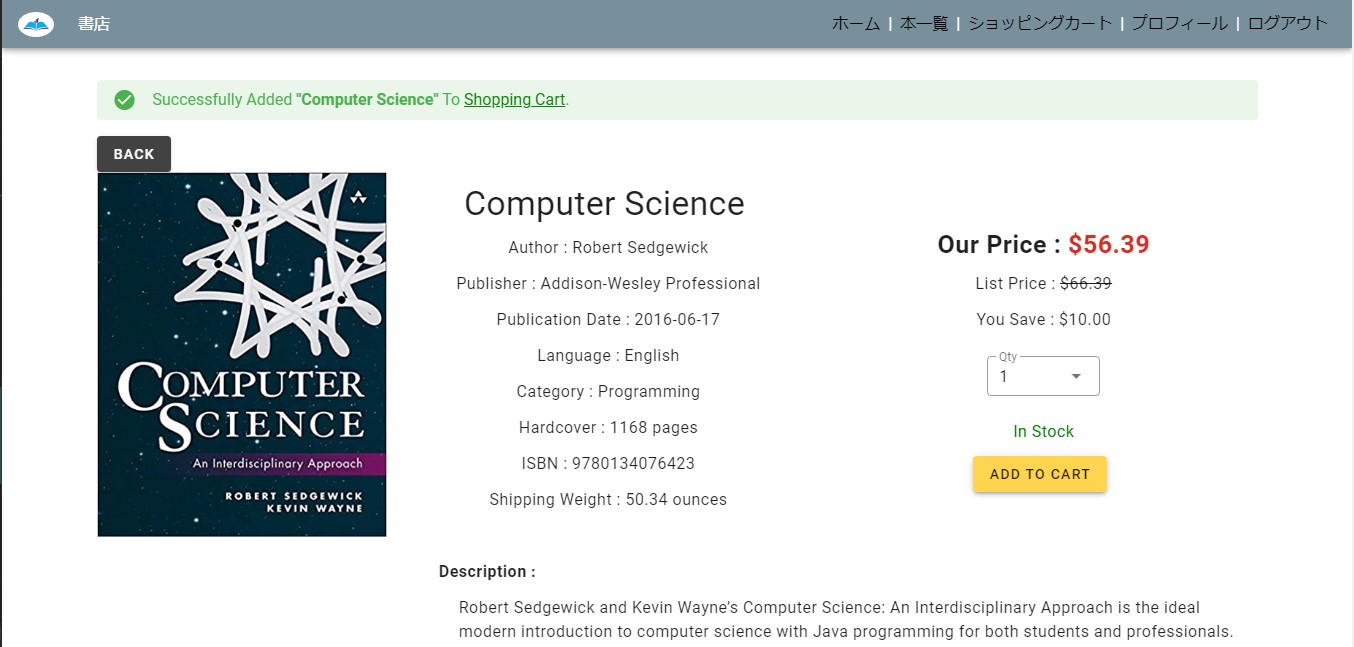 書店
ホーム | 本一覧 | ショッピングカート | プロフィール | ログアウト
Successfully Added "Computer Science" To Shopping Cart.
BACK
COMPUTER
SCIENCE
An Interdisciplinary Approach
ROBERT SEDGEWICK
KEVIN WAYNE
Computer Science
Author : Robert Sedgewick
Publisher : Addison-Wesley Professional
Publication Date : 2016-06-17
Language : English
Category : Programming
Hardcover : 1168 pages
ISBN : 9780134076423
Shipping Weight : 50.34 ounces
Our Price : $56.39
List Price : $66.39
You Save : $10.00
Qty
1
In Stock
ADD TO CART
Description :
Robert Sedgewick and Kevin Wayne’s Computer Science: An Interdisciplinary Approach is the ideal
modern introduction to computer science with Java programming for both students and professionals.